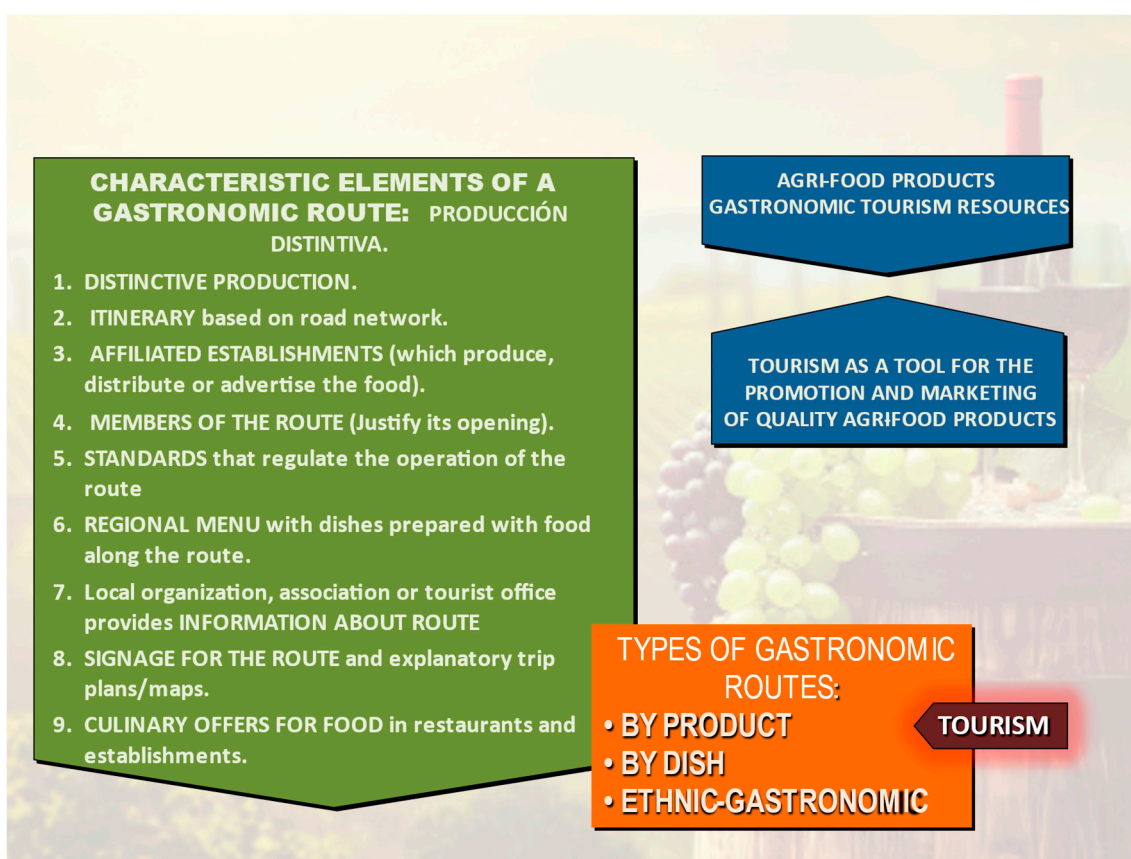 CHARACTERISTIC ELEMENTS OF A
GASTRONOMIC ROUTE: PRODUCCIÓN
DISTINTIVA.
1. DISTINCTIVE PRODUCTION.
2. ITINERARY based on road network.
3. AFFILIATED ESTABLISHMENTS (which produce,
distribute or advertise the food).
4. MEMBERS OF THE ROUTE (Justify its opening).
5. STANDARDS that regulate the operation of the
route
6. REGIONAL MENU with dishes prepared with food
along the route.
7. Local organization, association or tourist office
provides INFORMATION ABOUT ROUTE
8. SIGNAGE FOR THE ROUTE and explanatory trip
plans/maps.
9. CULINARY OFFERS FOR FOOD in restaurants and
establishments.
AGRI-FOOD PRODUCTS
GASTRONOMIC TOURISM RESOURCES
TOURISM AS A TOOL FOR THE
PROMOTION AND MARKETING
OF QUALITY AGRI-FOOD PRODUCTS
TYPES OF GASTRONOMIC
ROUTES:
• BY PRODUCT
• BY DISH
• ETHNIC-GASTRONOMIC
TOURISM